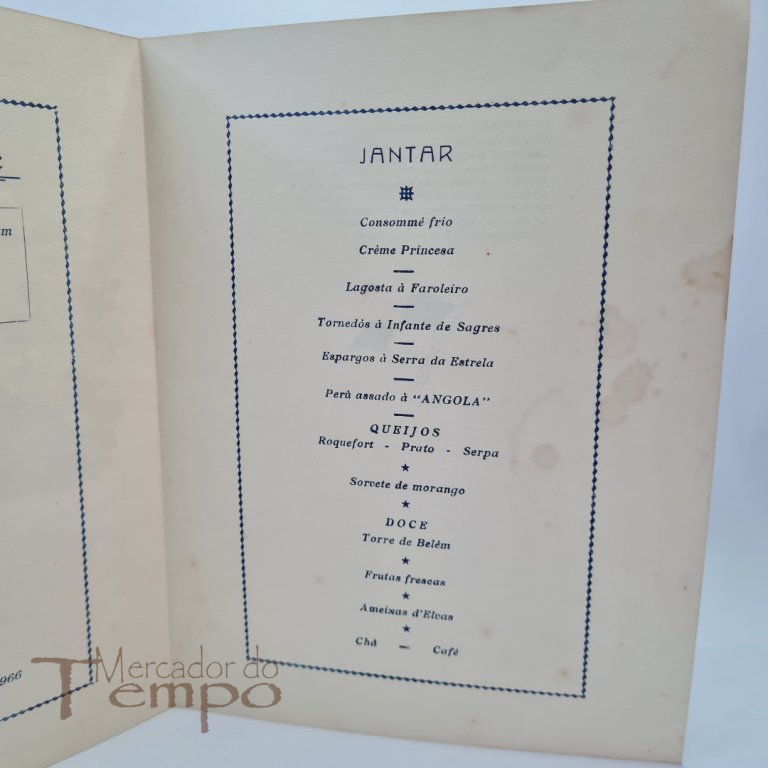 am
966
JANTAR
Consommé frio
Crème Princesa
Lagosta à Faroleiro
Tornedós à Infante de Sagres
Espargos à Serra da Estrela
Perú assado à "ANGOLA"
QUEIJOS
Roquefort - Prato - Serpa
Sorvete de morango
DOCE
Torre de Belém
Frutas frescas
Ameixas d'Elvas
Chá — Café
Mercador do
Tempo